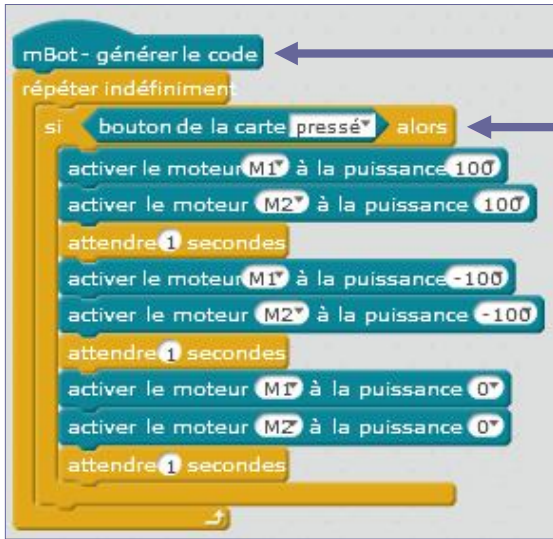 mBot - générer le code
répéter indéfiniment
si bouton de la carte pressé alors
activer le moteur M1 à la puissance 100
activer le moteur M2 à la puissance 100
attendre 1 secondes
activer le moteur M1 à la puissance -100
activer le moteur M2 à la puissance -100
attendre 1 secondes
activer le moteur M1 à la puissance 0
activer le moteur M2 à la puissance 0
attendre 1 secondes